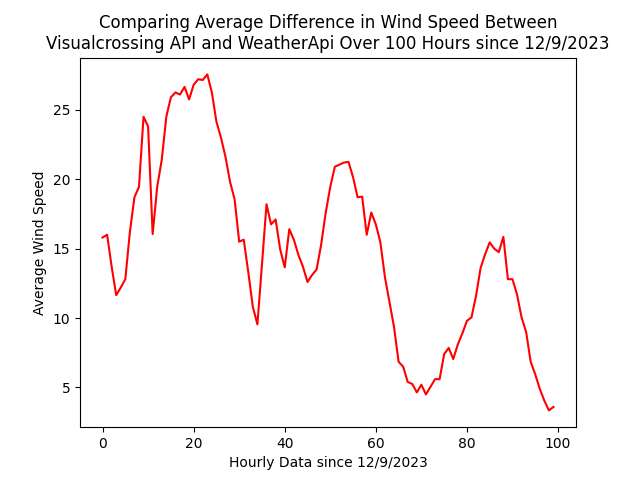 Comparing Average Difference in Wind Speed Between
Visualcrossing API and WeatherApi Over 100 Hours since 12/9/2023
25
20
15
10
5
Average Wind Speed
0 20 40 60 80 100
Hourly Data since 12/9/2023